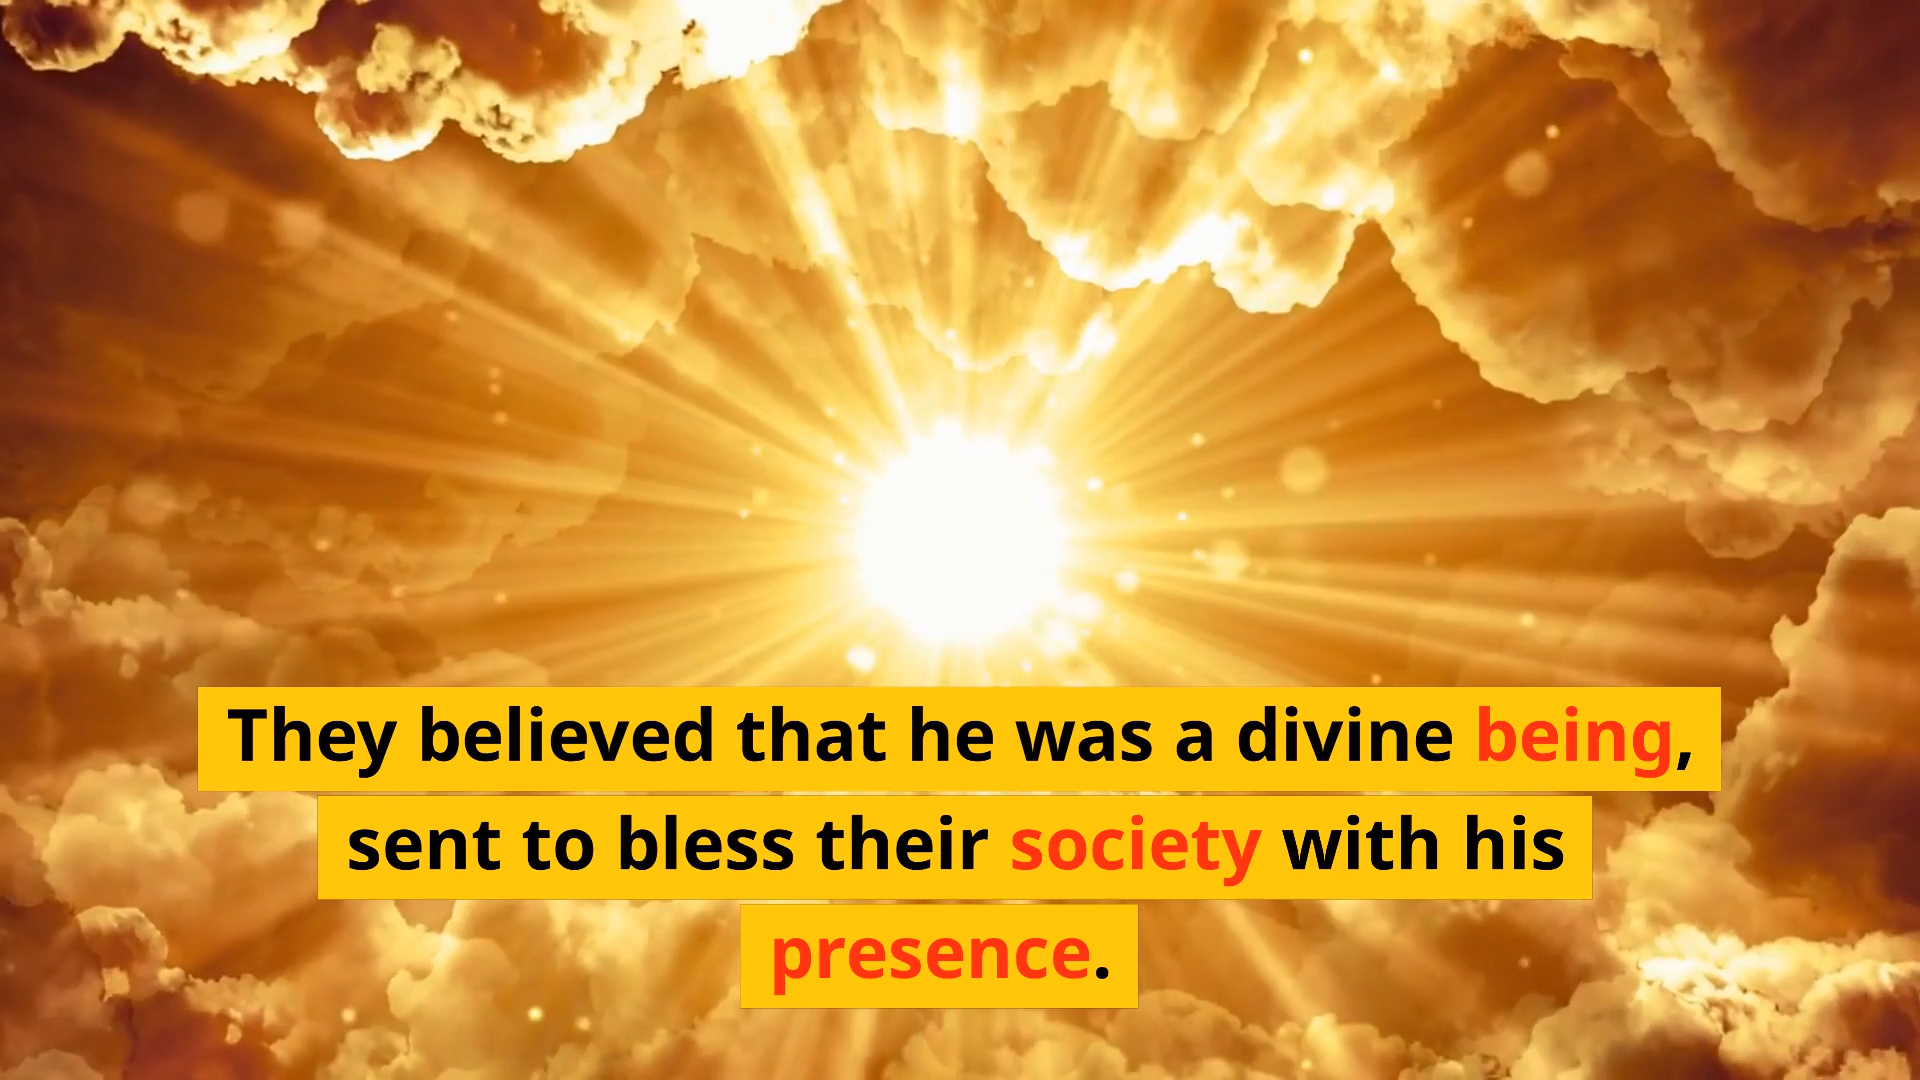 They believed that he was a divine being,
sent to bless their society with his
presence.